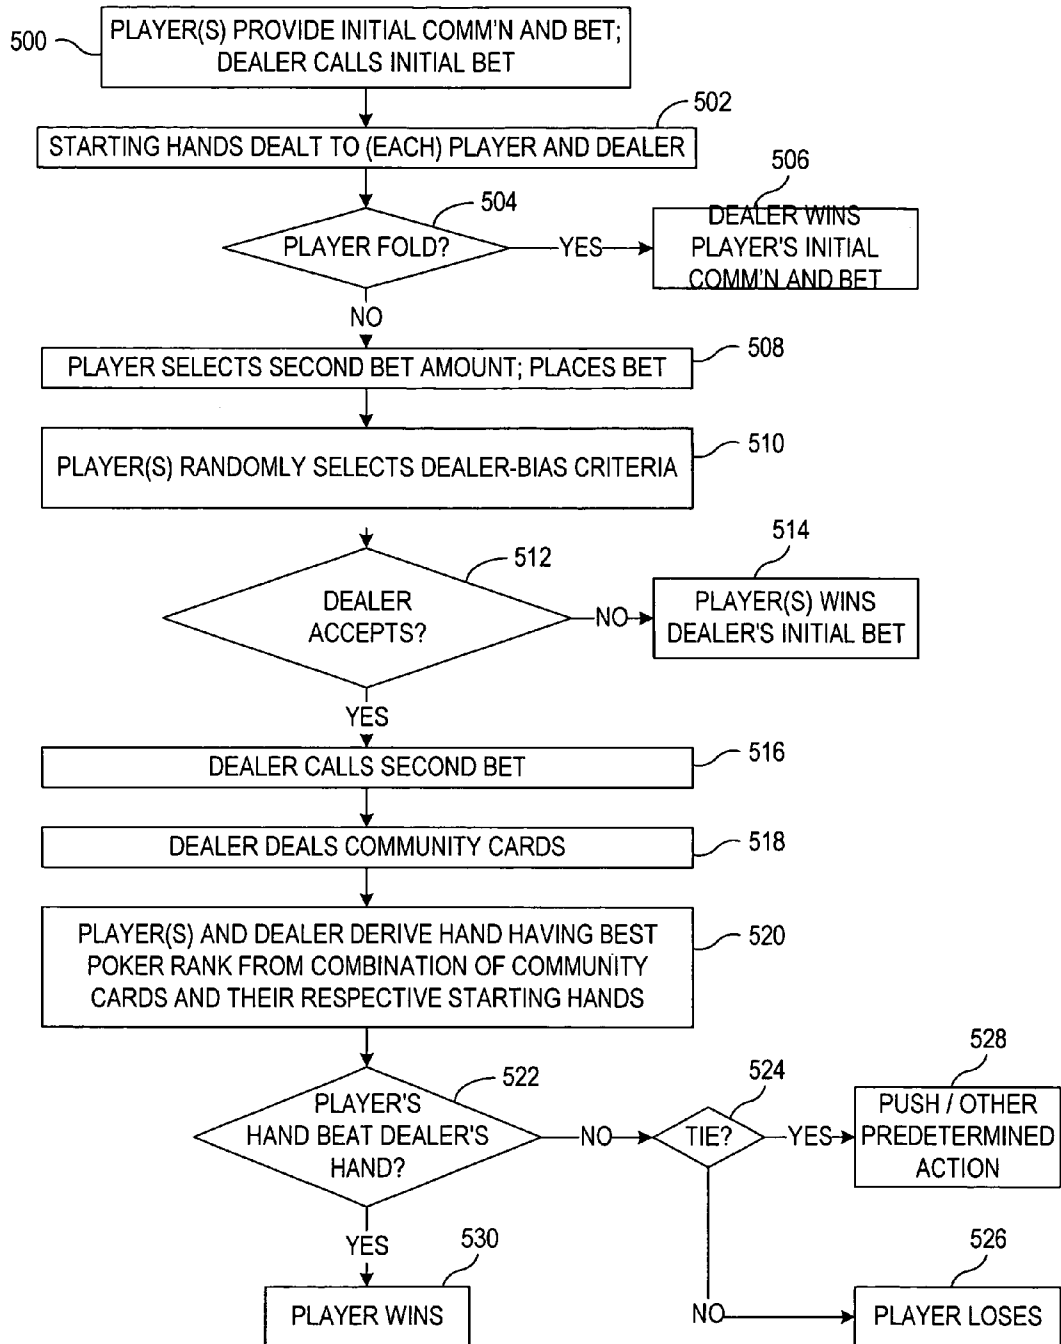 500
PLAYER(S) PROVIDE INITIAL COMM'N AND BET;
DEALER CALLS INITIAL BET
502
STARTING HANDS DEALT TO (EACH) PLAYER AND DEALER
504
PLAYER FOLD?
YES
506
DEALER WINS
PLAYER'S INITIAL
COMM'N AND BET
NO
508
PLAYER SELECTS SECOND BET AMOUNT; PLACES BET
510
PLAYER(S) RANDOMLY SELECTS DEALER-BIAS CRITERIA
512
DEALER
ACCEPTS?
NO
514
PLAYER(S) WINS
DEALER'S INITIAL BET
YES
516
DEALER CALLS SECOND BET
518
DEALER DEALS COMMUNITY CARDS
520
PLAYER(S) AND DEALER DERIVE HAND HAVING BEST
POKER RANK FROM COMBINATION OF COMMUNITY
CARDS AND THEIR RESPECTIVE STARTING HANDS
522
PLAYER'S
HAND BEAT DEALER'S
HAND?
NO
524
TIE?
YES
528
PUSH / OTHER
PREDETERMINED
ACTION
YES
530
PLAYER WINS
NO
526
PLAYER LOSES